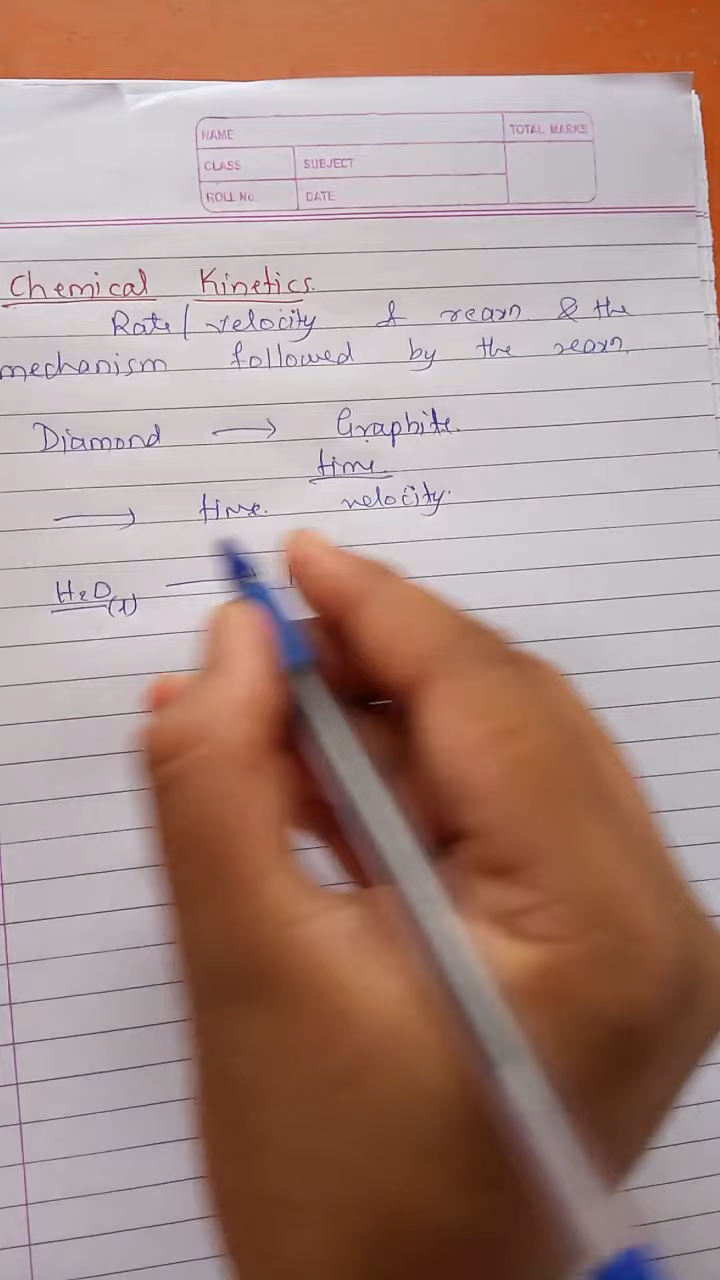 NAME
TOTAL MARKS
CLASS
SUBJECT
ROLL No.
DATE
Chemical Kinetics.
Rate/velocity of reaxn & the
mechanism followed by the reaxn.
Diamond → Graphite.
time
→ time. velocity.
H2O(l) →